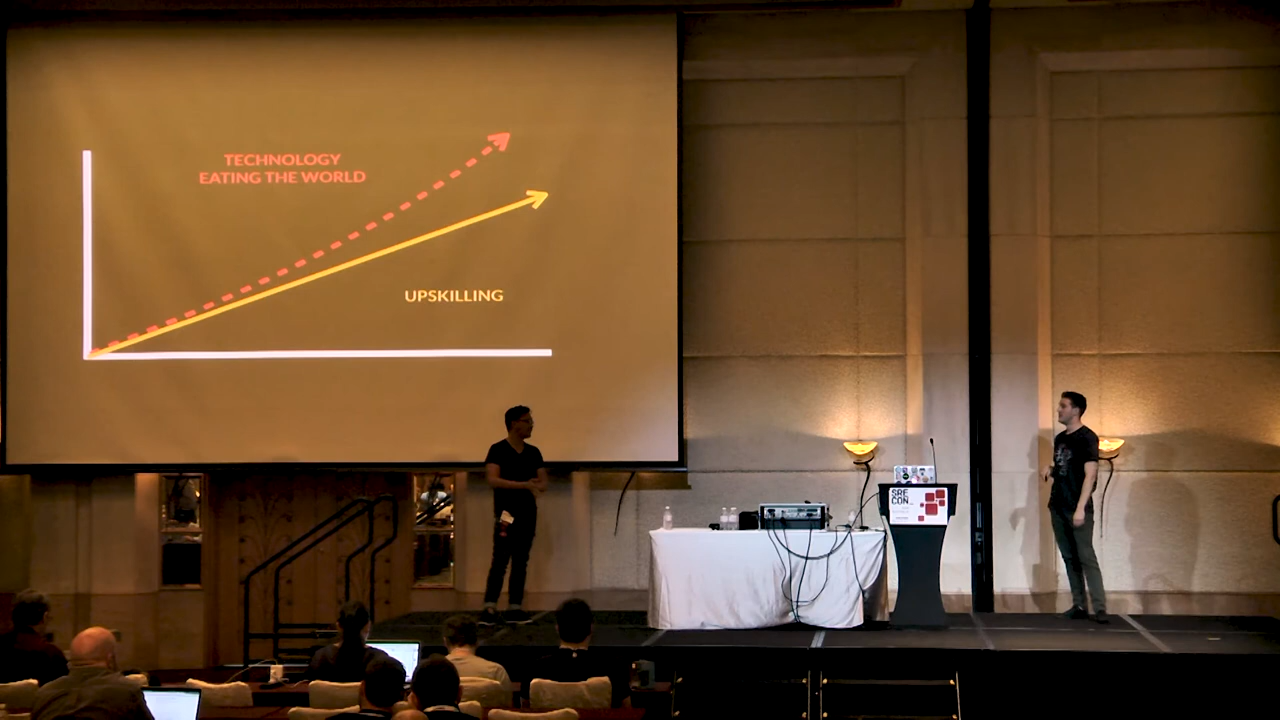 TECHNOLOGY
EATING THE WORLD
UPSKILLING
SRE
CON